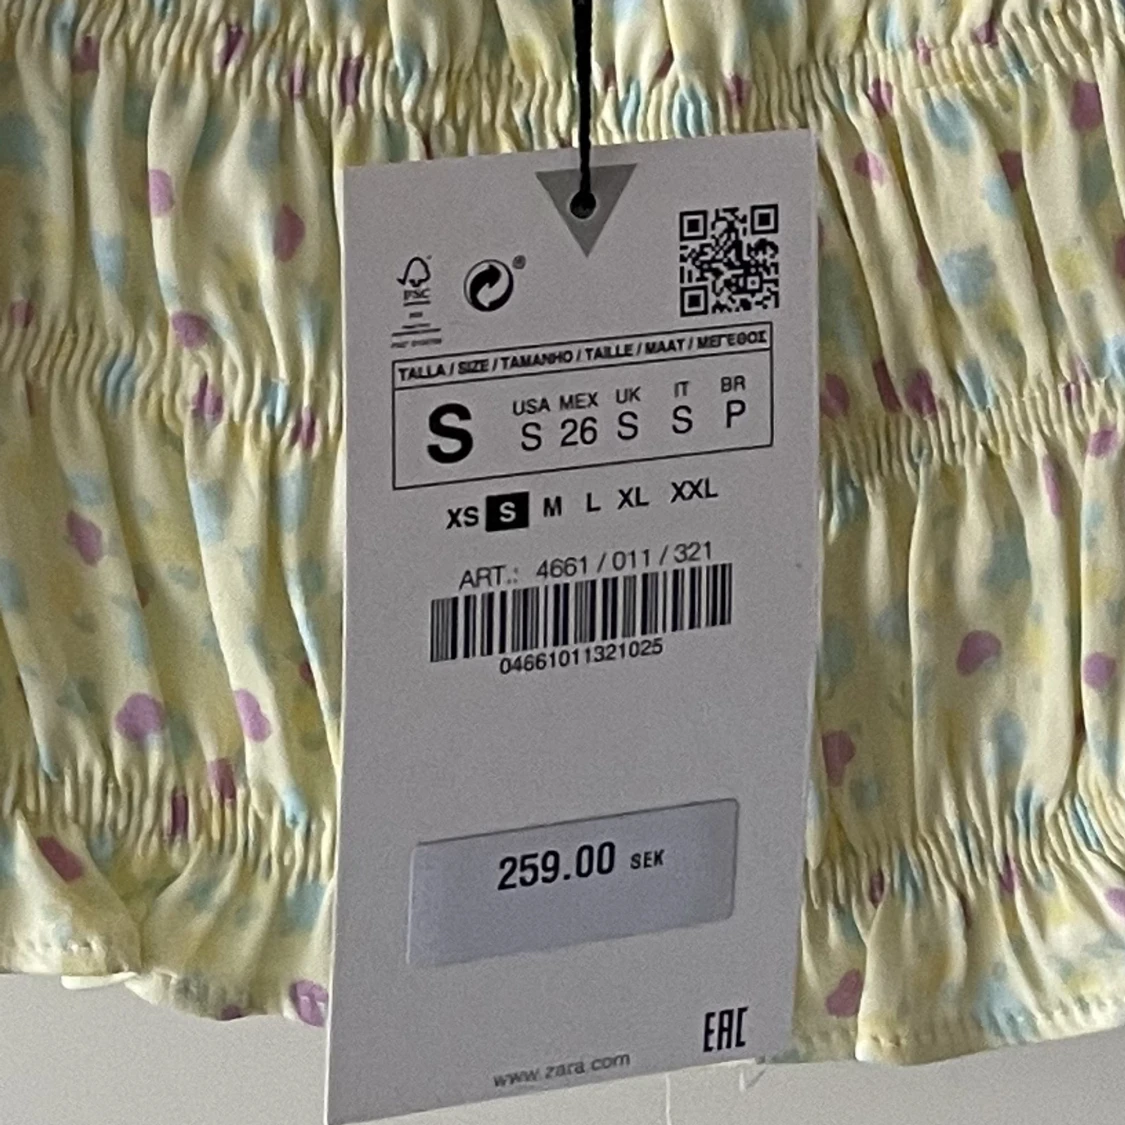 FSC
®
TALLA / SIZE / TAMANHO / TAILLE / MAAT / ΜΕΓΕΘΟΣ
S
USA MEX UK IT BR
S 26 S S P
XS S M L XL XXL
ART.: 4661 / 011 / 321
04661011321025
259.00 SEK
EAC
www.zara.com